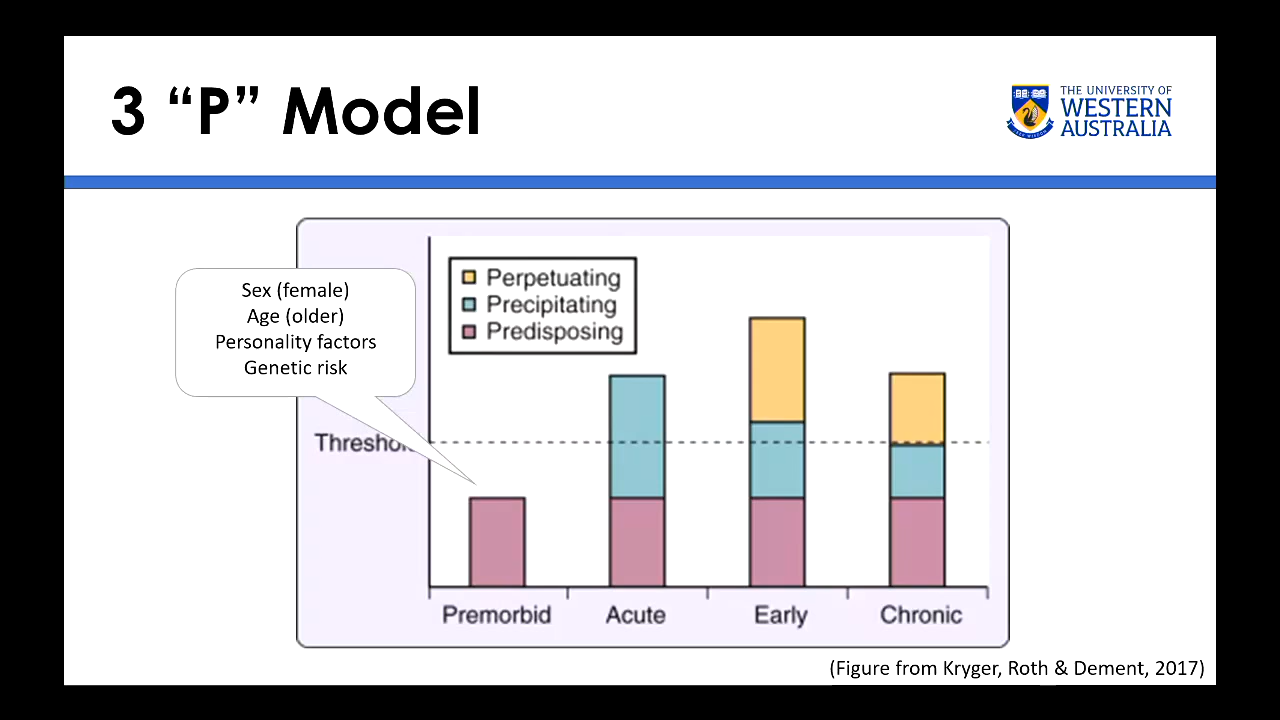 3 “P” Model
THE UNIVERSITY OF
WESTERN
AUSTRALIA
Sex (female)
Age (older)
Personality factors
Genetic risk
Perpetuating
Precipitating
Predisposing
Premorbid
Acute
Early
Chronic
(Figure from Kryger, Roth & Dement, 2017)